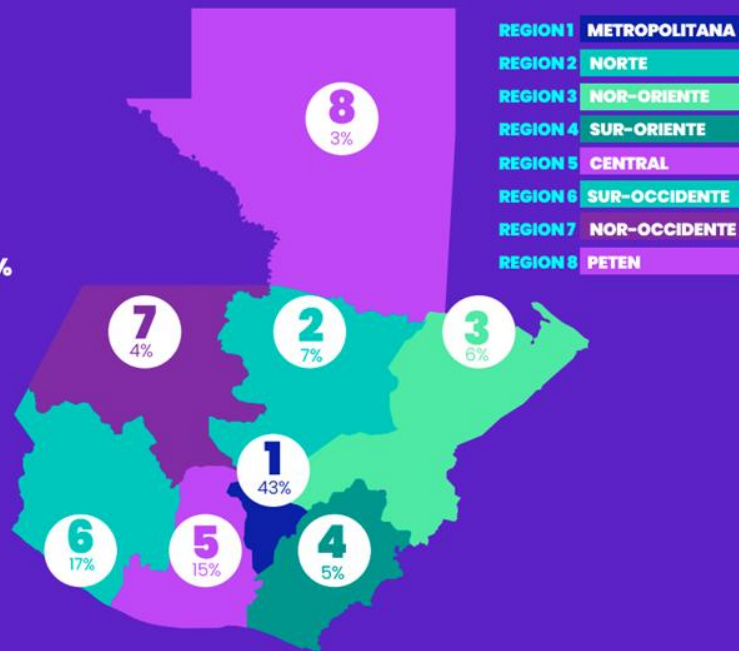 REGION 1 METROPOLITANA
REGION 2 NORTE
REGION 3 NOR-ORIENTE
REGION 4 SUR-ORIENTE
REGION 5 CENTRAL
REGION 6 SUR-OCCIDENTE
REGION 7 NOR-OCCIDENTE
REGION 8 PETEN
8
3%
%
7
4%
2
7%
3
6%
1
43%
6
17%
5
15%
4
5%